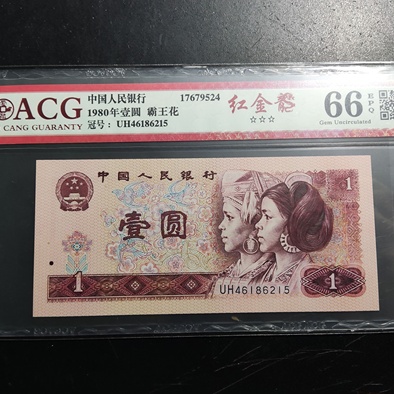 ACG
CANG GUARANTY
中国人民银行 17679524
1980年壹圆 霸王花
冠号： UH46186215
红金龍
☆☆☆
66 EPQ
Gem Uncirculated
中国人民银行
1
壹圆
1
1
UH46186215